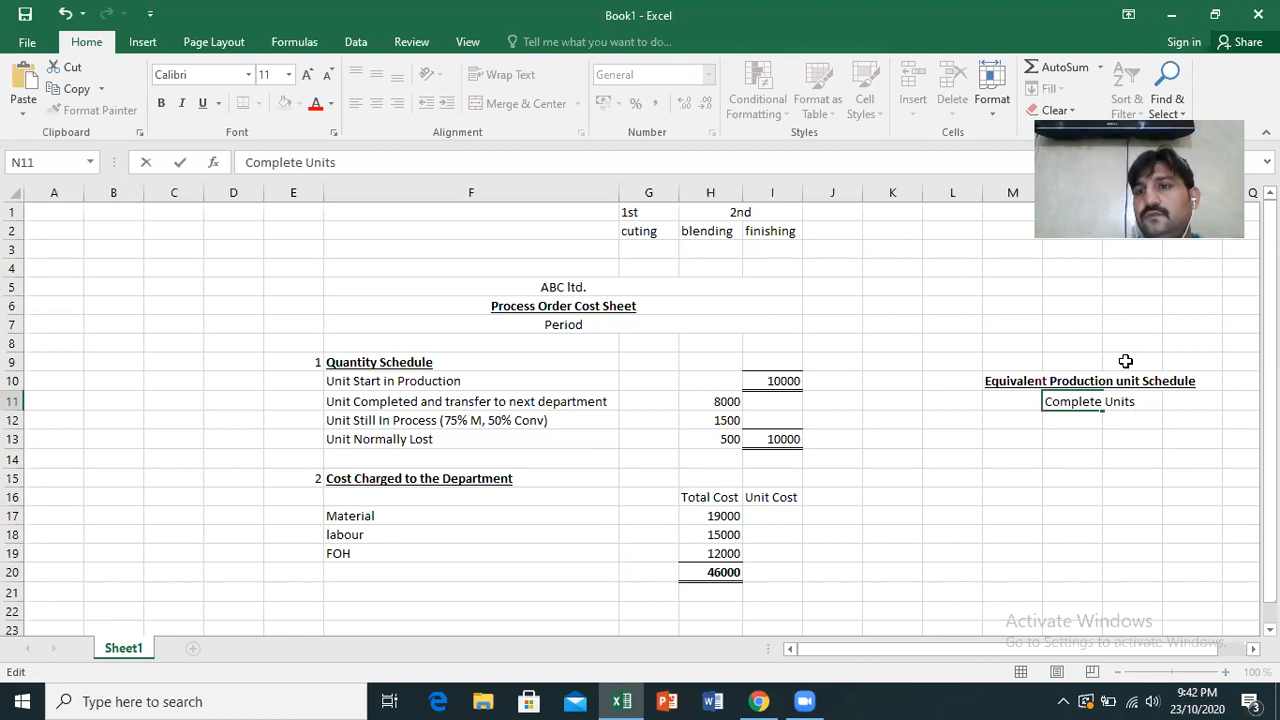 Book1 - Excel
File Home Insert Page Layout Formulas Data Review View Tell me what you want to do... Sign in Share
Paste Cut Copy Format Painter Clipboard
Calibri 11 B I U A Font
Wrap Text Merge & Center Alignment
General % Number
Conditional Formatting Format as Table Cell Styles Styles
Insert Delete Format Cells
AutoSum Fill Clear Sort & Filter Find & Select
N11 fx Complete Units
A B C D E F G H I J K L M Q
1 1st 2nd
2 cuting blending finishing
3
4
5 ABC ltd.
6 Process Order Cost Sheet
7 Period
8
9 1 Quantity Schedule
10 Unit Start in Production 10000 Equivalent Production unit Schedule
11 Unit Completed and transfer to next department 8000 Complete Units
12 Unit Still In Process (75% M, 50% Conv) 1500
13 Unit Normally Lost 500 10000
14
15 2 Cost Charged to the Department
16 Total Cost Unit Cost
17 Material 19000
18 labour 15000
19 FOH 12000
20 46000
21
22 Activate Windows
23 Go to Settings to activate Windows.
Sheet1
Edit 100%
Type here to search
9:42 PM
23/10/2020
3